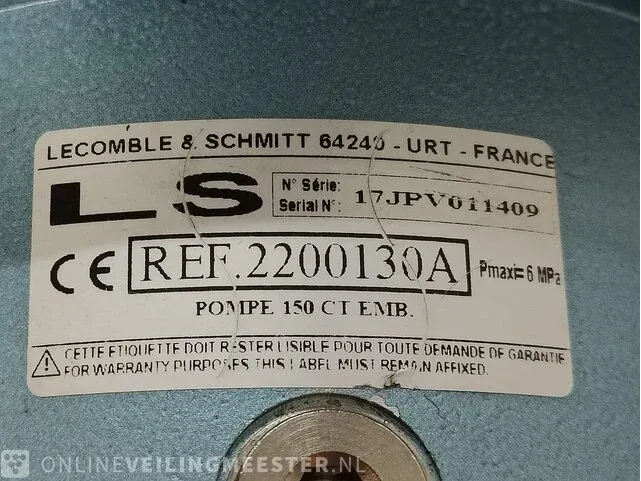 LECOMBLE & SCHMITT 64240 - URT - FRANCE
LS
N° Série:
Serial N°: 17JPV011409
CE REF.2200130A Pmaxi= 6 MPa
POMPE 150 CT EMB.
CETTE ETIQUETTE DOIT RESTER LISIBLE POUR TOUTE DEMANDE DE GARANTIE
FOR WARRANTY PURPOSES THIS LABEL MUST REMAIN AFFIXED.
ONLINEVEILINGMEESTER.NL